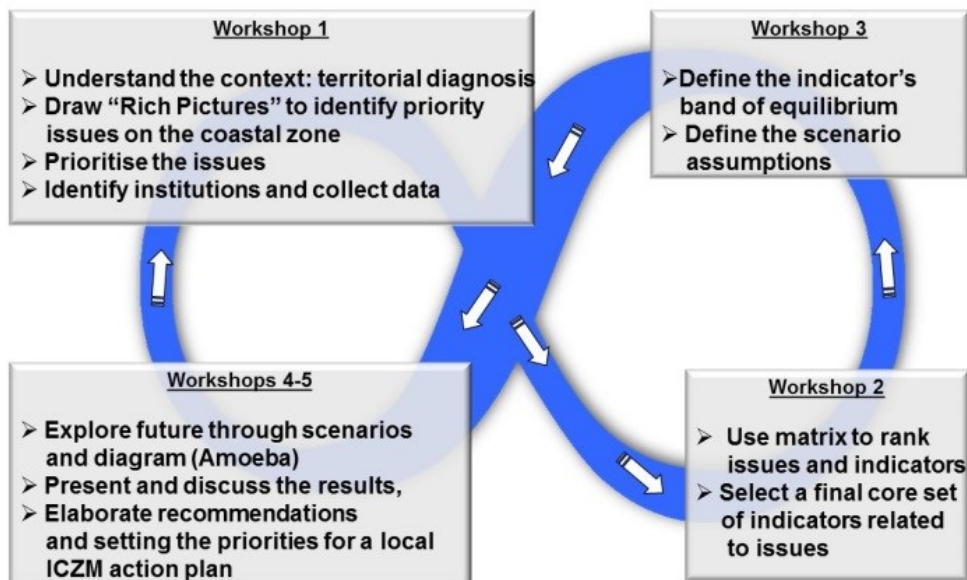 Workshop 1
➢ Understand the context: territorial diagnosis
➢ Draw “Rich Pictures” to identify priority
issues on the coastal zone
➢ Prioritise the issues
➢ Identify institutions and collect data
Workshop 3
➢Define the indicator’s
band of equilibrium
➢ Define the scenario
assumptions
Workshops 4-5
➢ Explore future through scenarios
and diagram (Amoeba)
➢ Present and discuss the results,
➢ Elaborate recommendations
and setting the priorities for a local
ICZM action plan
Workshop 2
➢ Use matrix to rank
issues and indicators
➢ Select a final core set
of indicators related
to issues